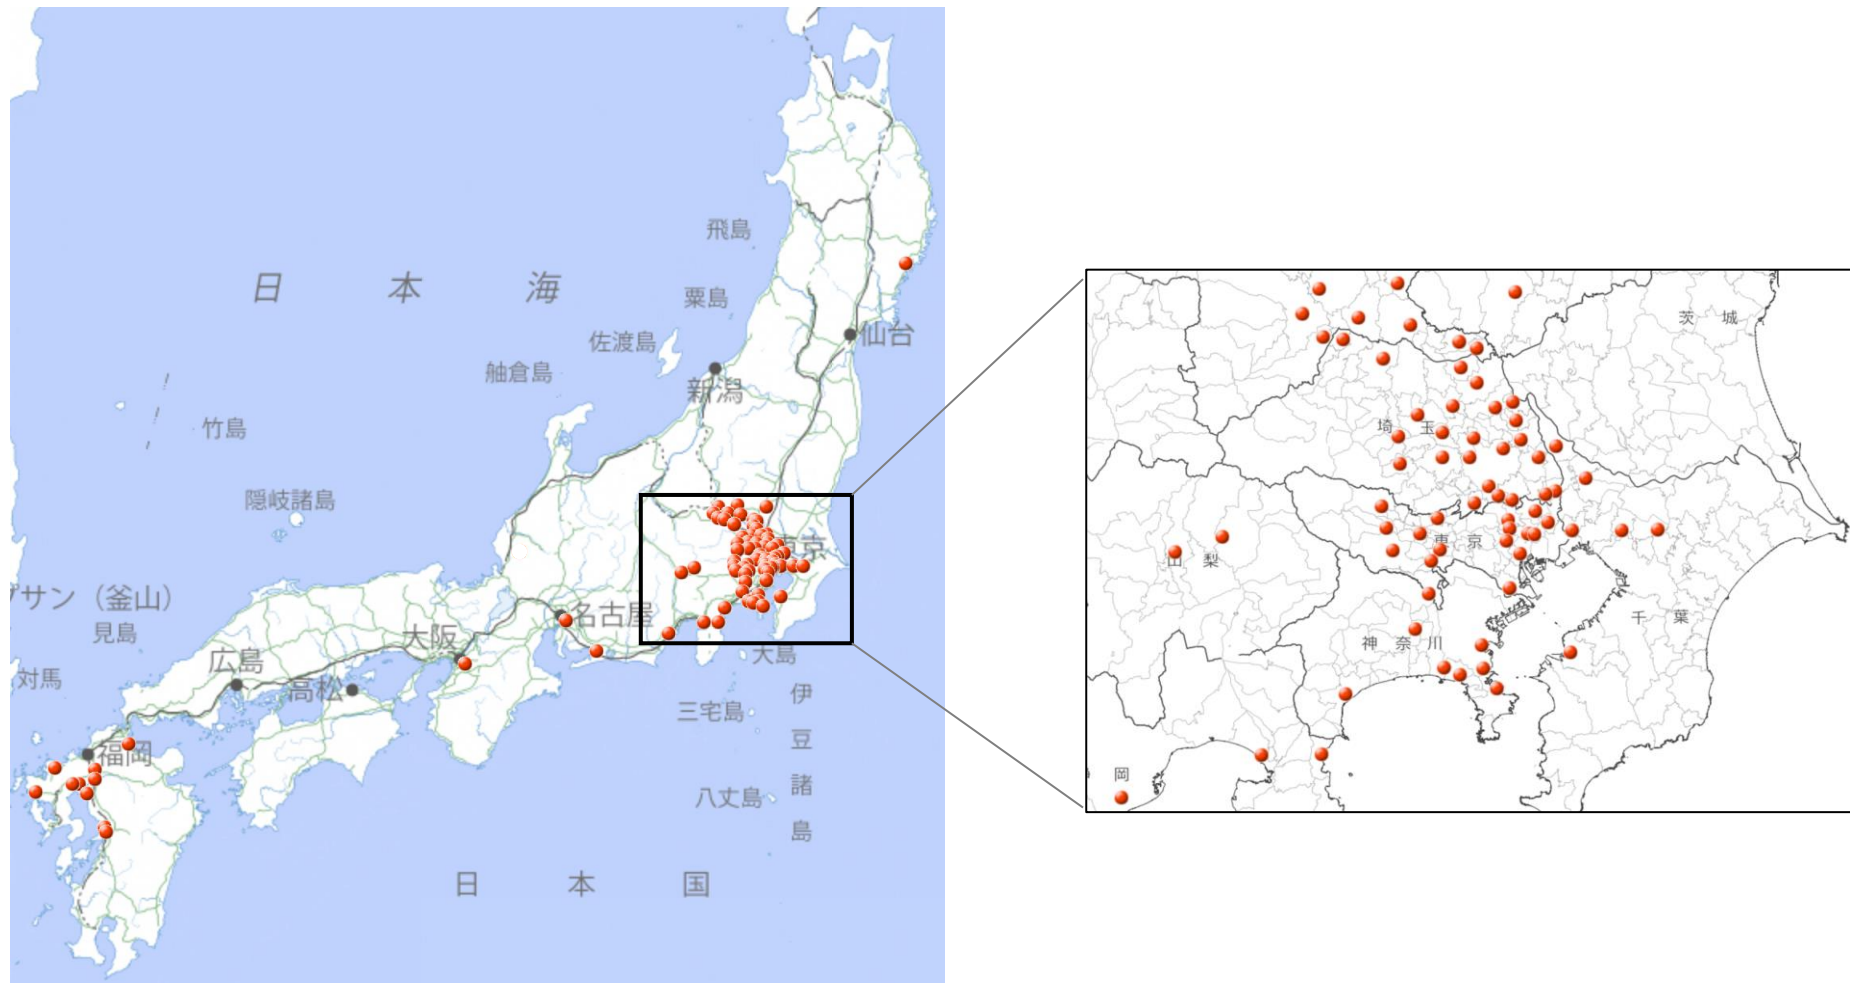 飛島
日 本 海
粟島
仙台
佐渡島
新潟
舳倉島
竹島
隠岐諸島
東京
プサン（釜山）
見島
名古屋
大阪
広島
大島
対馬
高松
伊豆諸島
三宅島
福岡
八丈島
日 本 国
茨 城
埼 玉
東 京
山 梨
千 葉
神 奈 川
岡